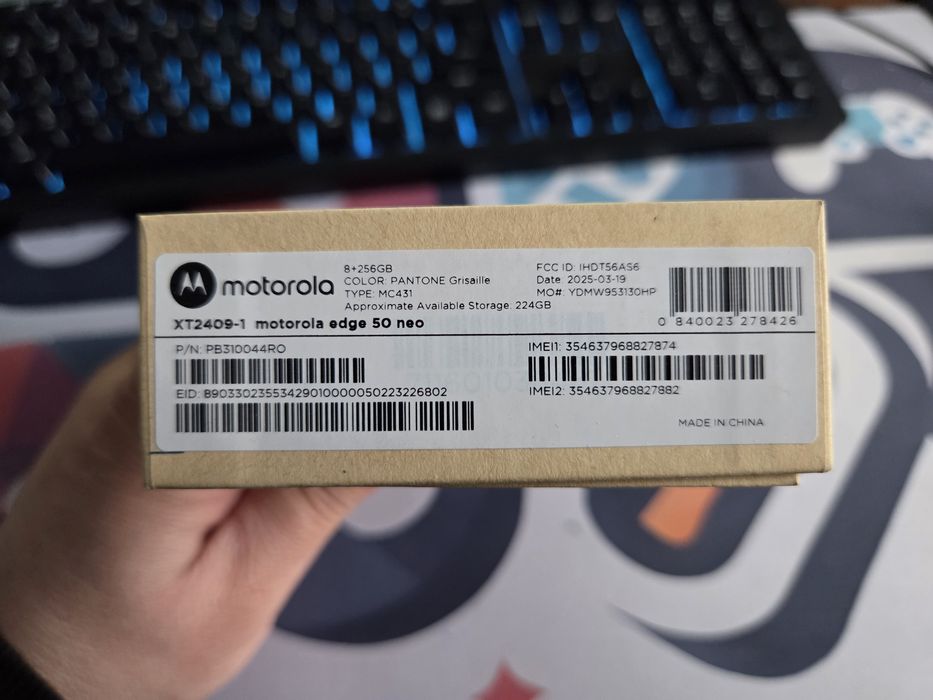 motorola
8+256GB
COLOR: PANTONE Grisaille
TYPE: MC431
Approximate Available Storage: 224GB
FCC ID: IHDT56AS6
Date: 2025-03-19
MO#: YDMW953130HP
0 840023 278426
XT2409-1 motorola edge 50 neo
P/N: PB310044RO
EID: 89033023553429010000050223226802
IMEI1: 354637968827874
IMEI2: 354637968827882
MADE IN CHINA